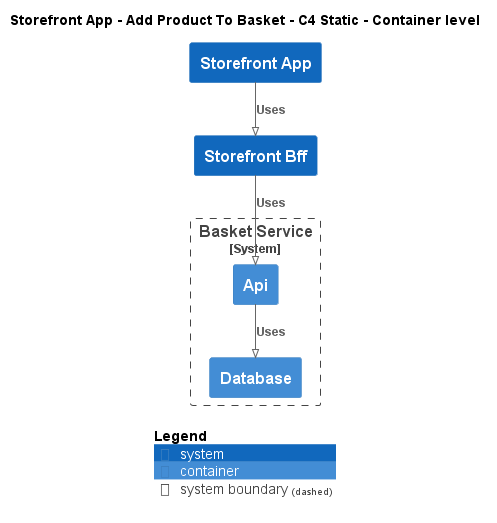 Storefront App - Add Product To Basket - C4 Static - Container level
Storefront App
Uses
Storefront Bff
Uses
Basket Service
[System]
Api
Uses
Database
Legend
system
container
system boundary (dashed)